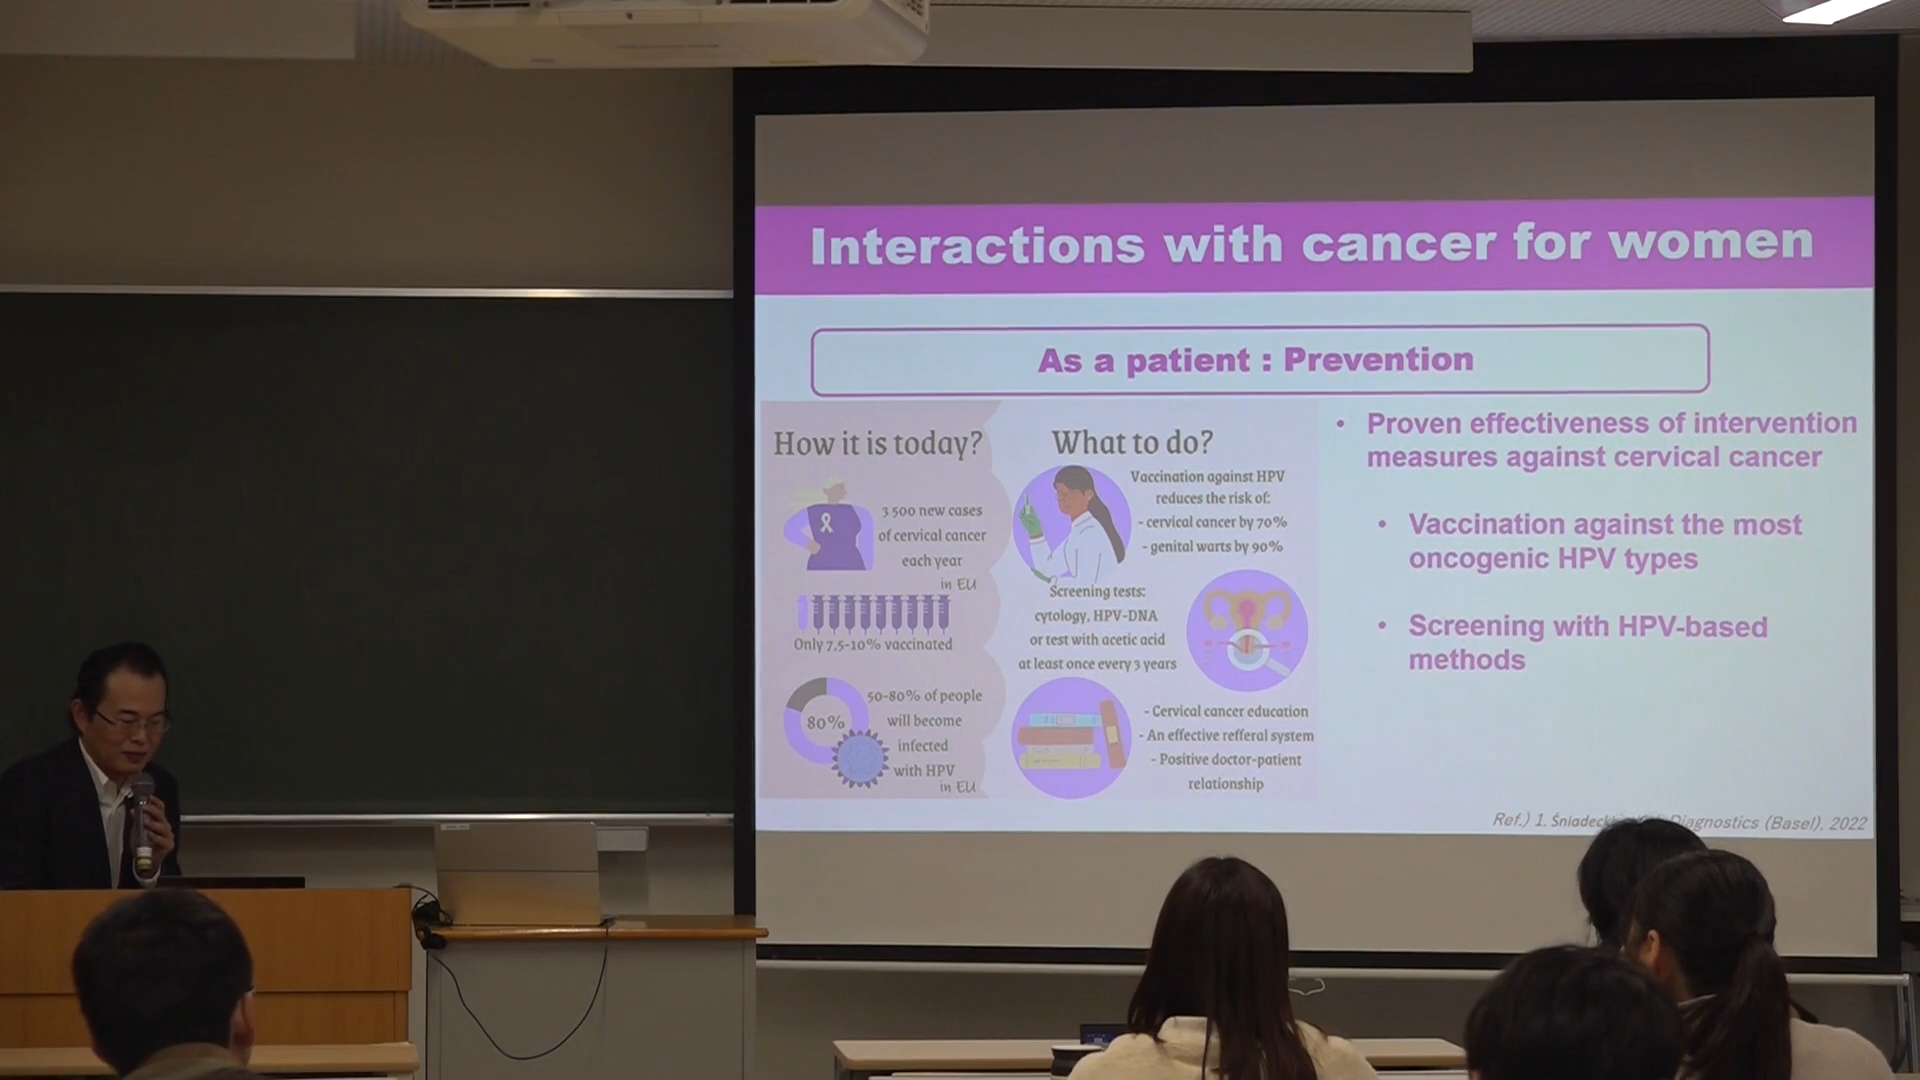 Interactions with cancer for women
As a patient : Prevention
How it is today?
3 500 new cases
of cervical cancer
each year
in EU
Only 7,5-10% vaccinated
80%
50-80% of people
will become
infected
with HPV
in EU
What to do?
Vaccination against HPV
reduces the risk of:
- cervical cancer by 70%
- genital warts by 90%
Screening tests:
cytology, HPV-DNA
or test with acetic acid
at least once every 3 years
- Cervical cancer education
- An effective refferal system
- Positive doctor-patient
relationship
• Proven effectiveness of intervention
measures against cervical cancer
• Vaccination against the most
oncogenic HPV types
• Screening with HPV-based
methods
Ref.) 1. Diagnostics (Basel). 2022